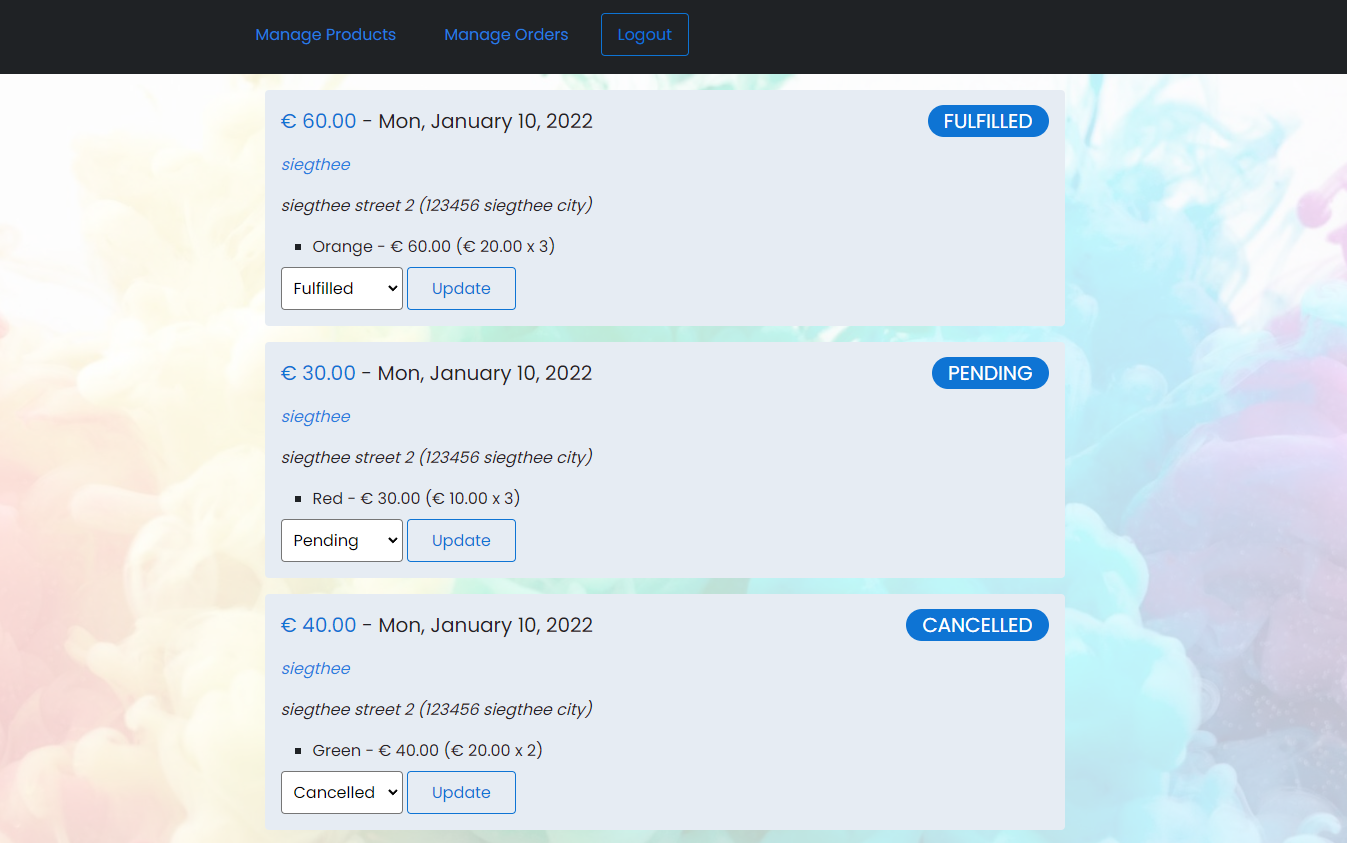 Manage Products Manage Orders Logout
€ 60.00 - Mon, January 10, 2022 FULFILLED
siegthee
siegthee street 2 (123456 siegthee city)
Orange - € 60.00 (€ 20.00 x 3)
Fulfilled Update
€ 30.00 - Mon, January 10, 2022 PENDING
siegthee
siegthee street 2 (123456 siegthee city)
Red - € 30.00 (€ 10.00 x 3)
Pending Update
€ 40.00 - Mon, January 10, 2022 CANCELLED
siegthee
siegthee street 2 (123456 siegthee city)
Green - € 40.00 (€ 20.00 x 2)
Cancelled Update